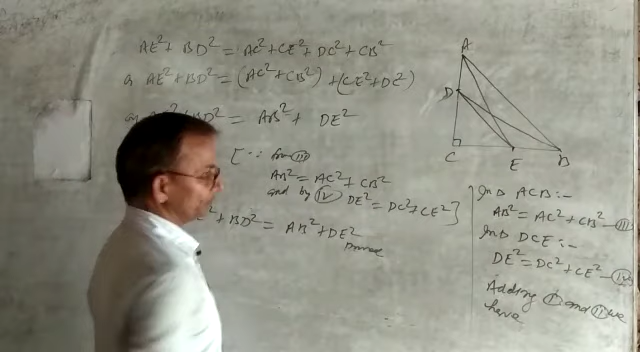 AE² + BD² = AC² + CE² + DC² + CB²
or AE² + BD² = (AC² + CB²) + (CE² + DC²)
or BD² = AB² + DE²
[∵ from (III)
AB² = AC² + CB²
and by (IV) DE² = DC² + CE²]
² + BD² = AB² + DE²
Proved
A
D
C
E
B
In Δ ACB :-
AB² = AC² + CB² — (III)
In Δ DCE :-
DE² = DC² + CE² — (IV)
Adding (I) and (II) we
have